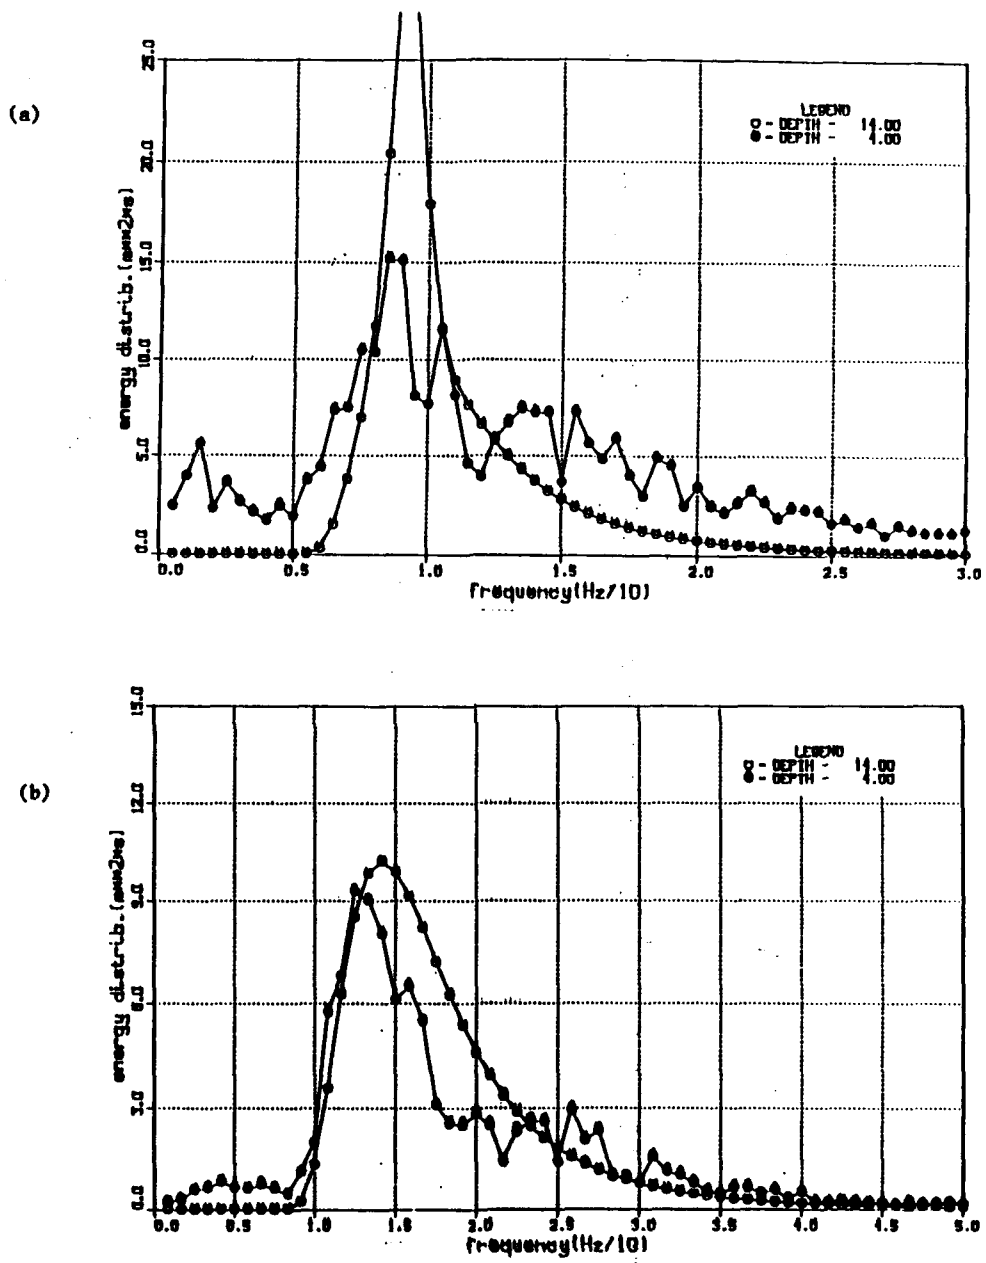 (a)
25.0
20.0
15.0
10.0
5.0
0.0
energy distrib.(m**2*s)
LEGEND
- DEPTH - 14.00
- DEPTH - 4.00
0.0 0.5 1.0 1.5 2.0 2.5 3.0
frequency(Hz/10)
(b)
15.0
12.0
9.0
6.0
3.0
0.0
energy distrib.(m**2*s)
LEGEND
- DEPTH - 14.00
- DEPTH - 4.00
0.0 0.5 1.0 1.5 2.0 2.5 3.0 3.5 4.0 4.5 5.0
frequency(Hz/10)